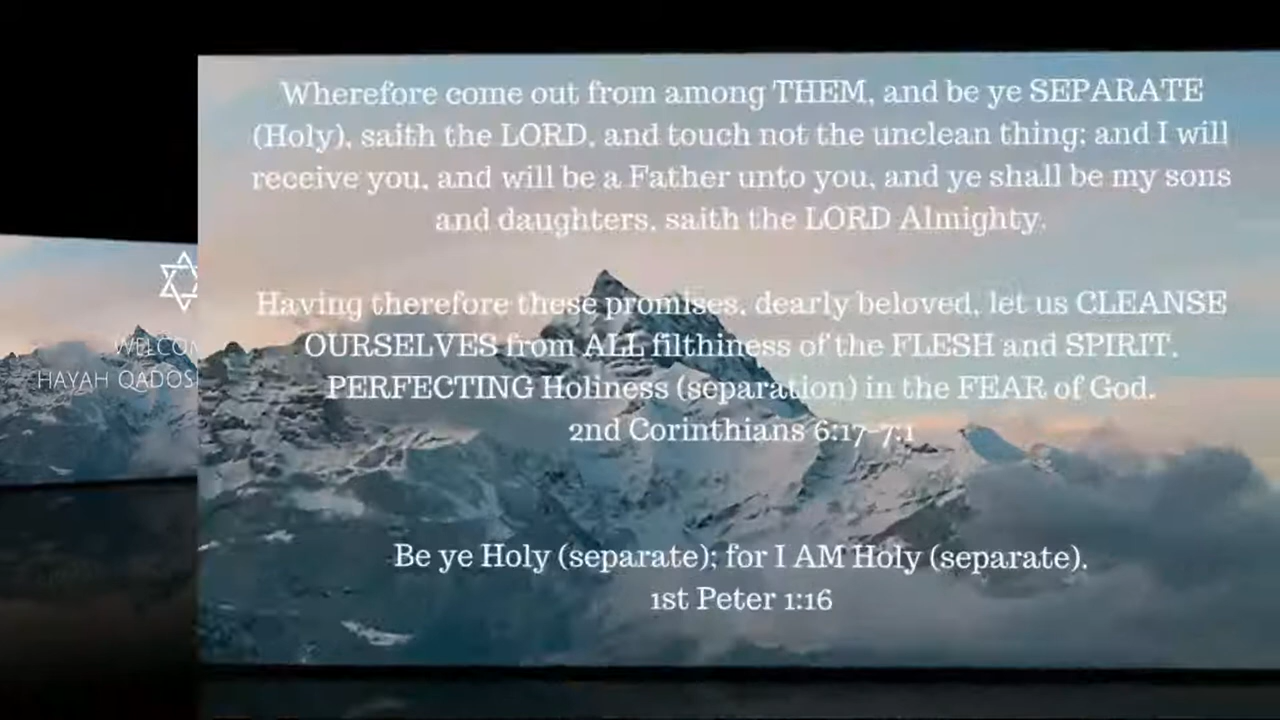 Wherefore come out from among THEM, and be ye SEPARATE
(Holy), saith the LORD, and touch not the unclean thing; and I will
receive you, and will be a Father unto you, and ye shall be my sons
and daughters, saith the LORD Almighty.
Having therefore these promises, dearly beloved, let us CLEANSE
OURSELVES from ALL filthiness of the FLESH and SPIRIT,
PERFECTING Holiness (separation) in the FEAR of God.
2nd Corinthians 6:17-7:1
Be ye Holy (separate); for I AM Holy (separate).
1st Peter 1:16
WELCOM
HAYAH QADOS